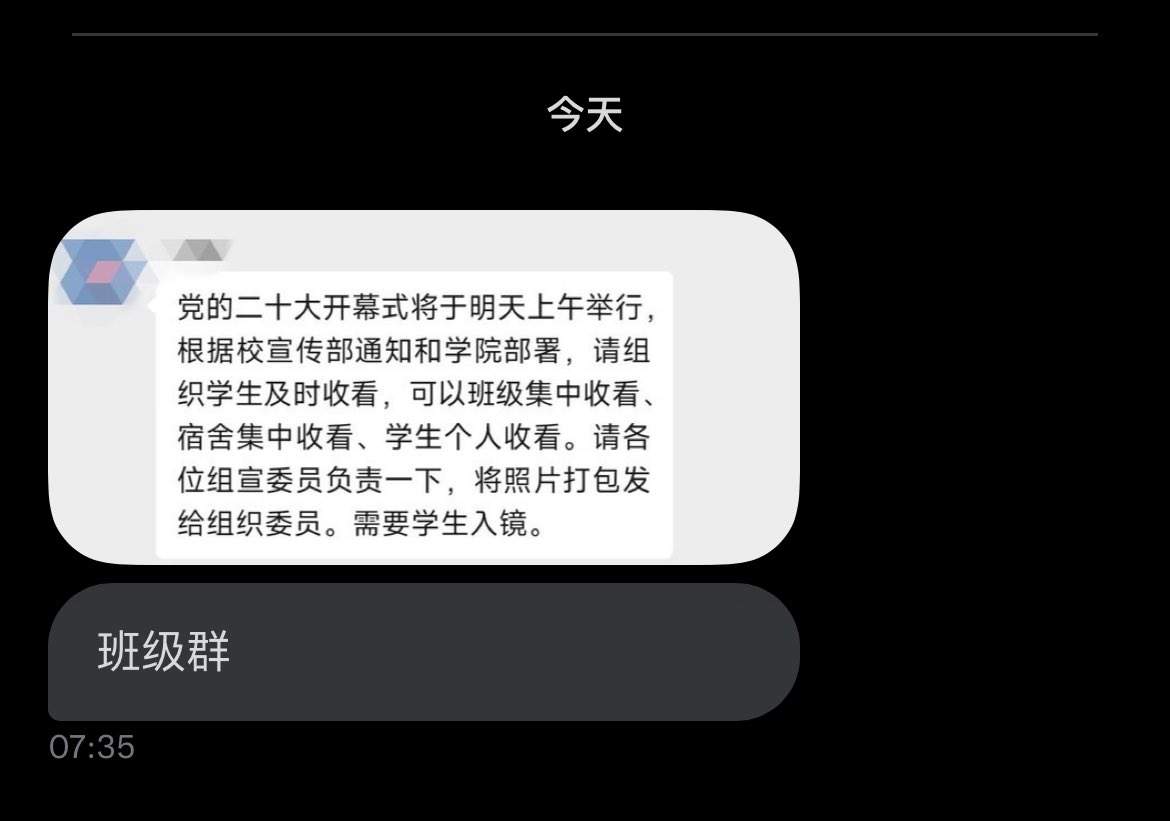 今天
党的二十大开幕式将于明天上午举行，
根据校宣传部通知和学院部署，请组
织学生及时收看，可以班级集中收看、
宿舍集中收看、学生个人收看。请各
位组宣委员负责一下，将照片打包发
给组织委员。需要学生入镜。
班级群
07:35